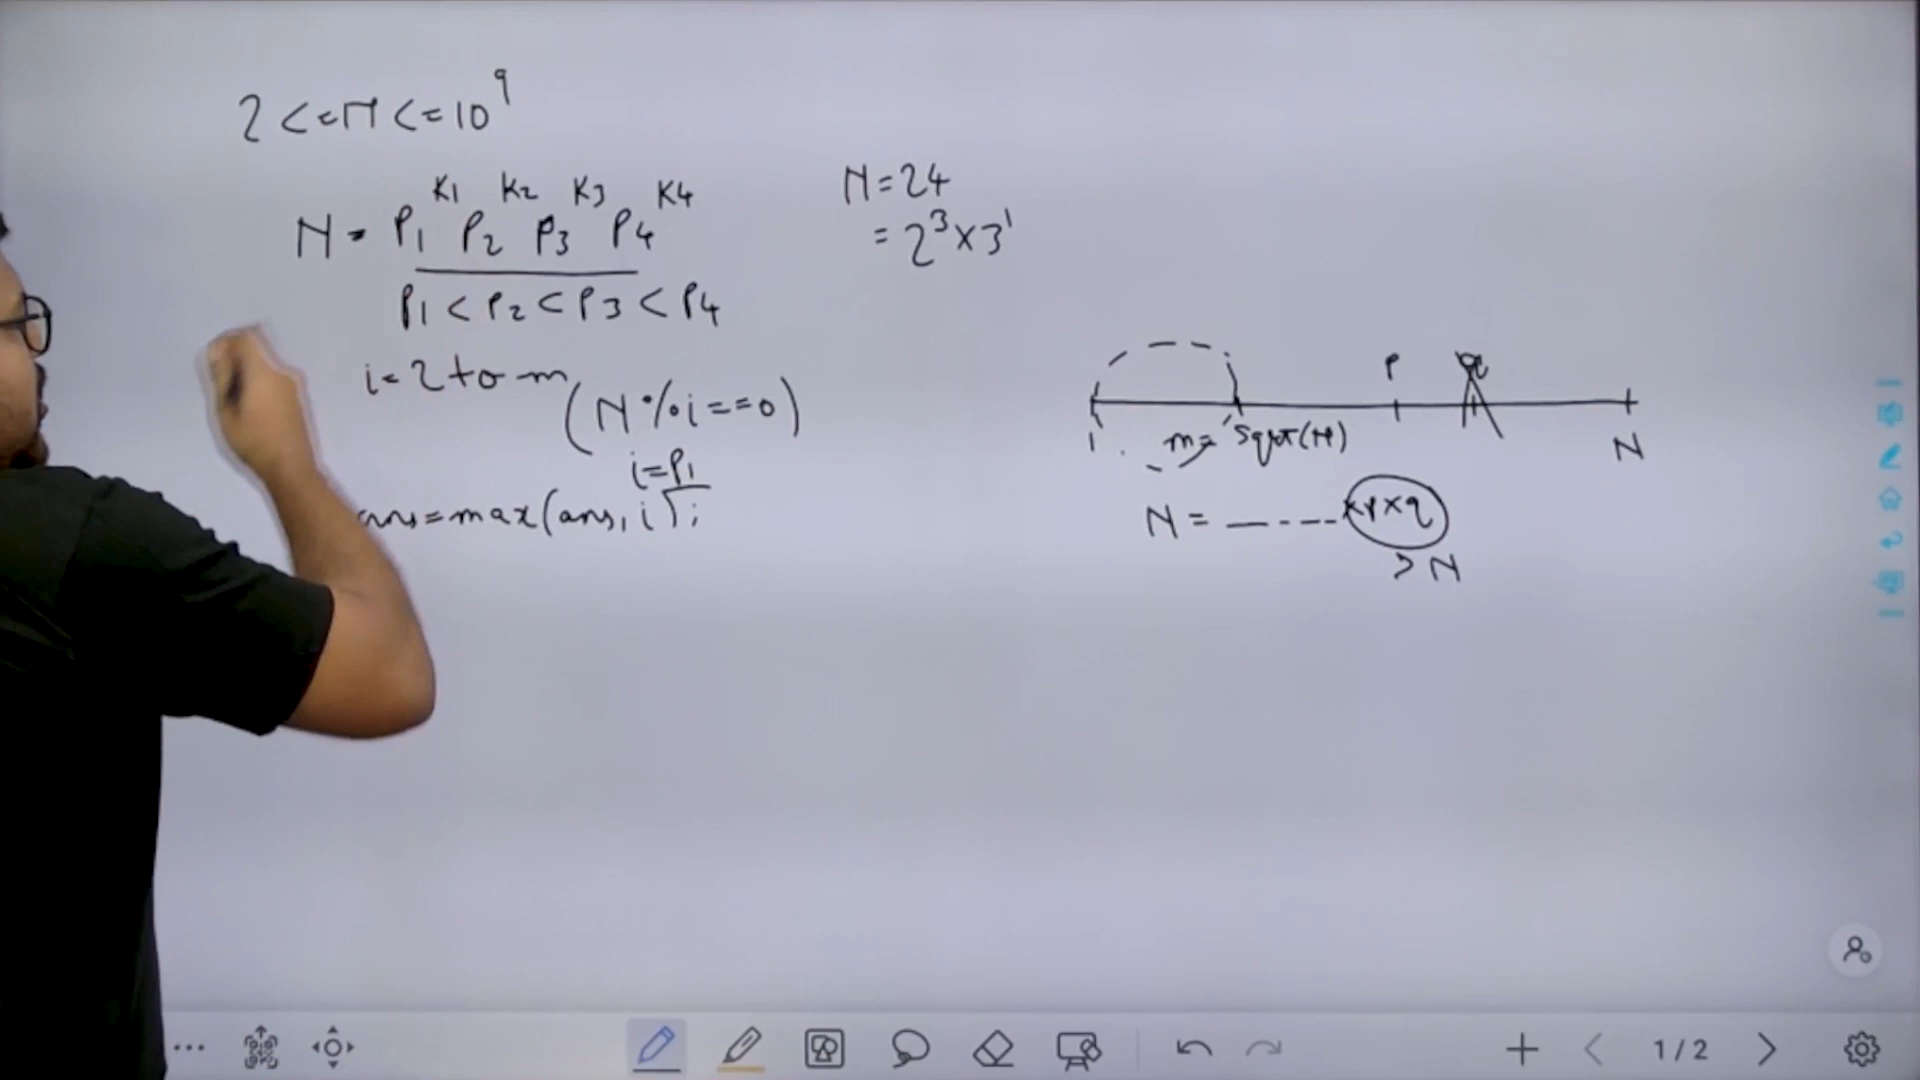 2 <= N <= 10^9
N = P1^K1 P2^K2 P3^K3 P4^K4
P1 < P2 < P3 < P4
i = 2 to m
(N % i == 0)
i = P1
ans = max(ans, i);
N = 24
= 2^3 x 3^1
P
1
m = sqrt(N)
N
N = _ _ _ _ x p x q
> N
1/2